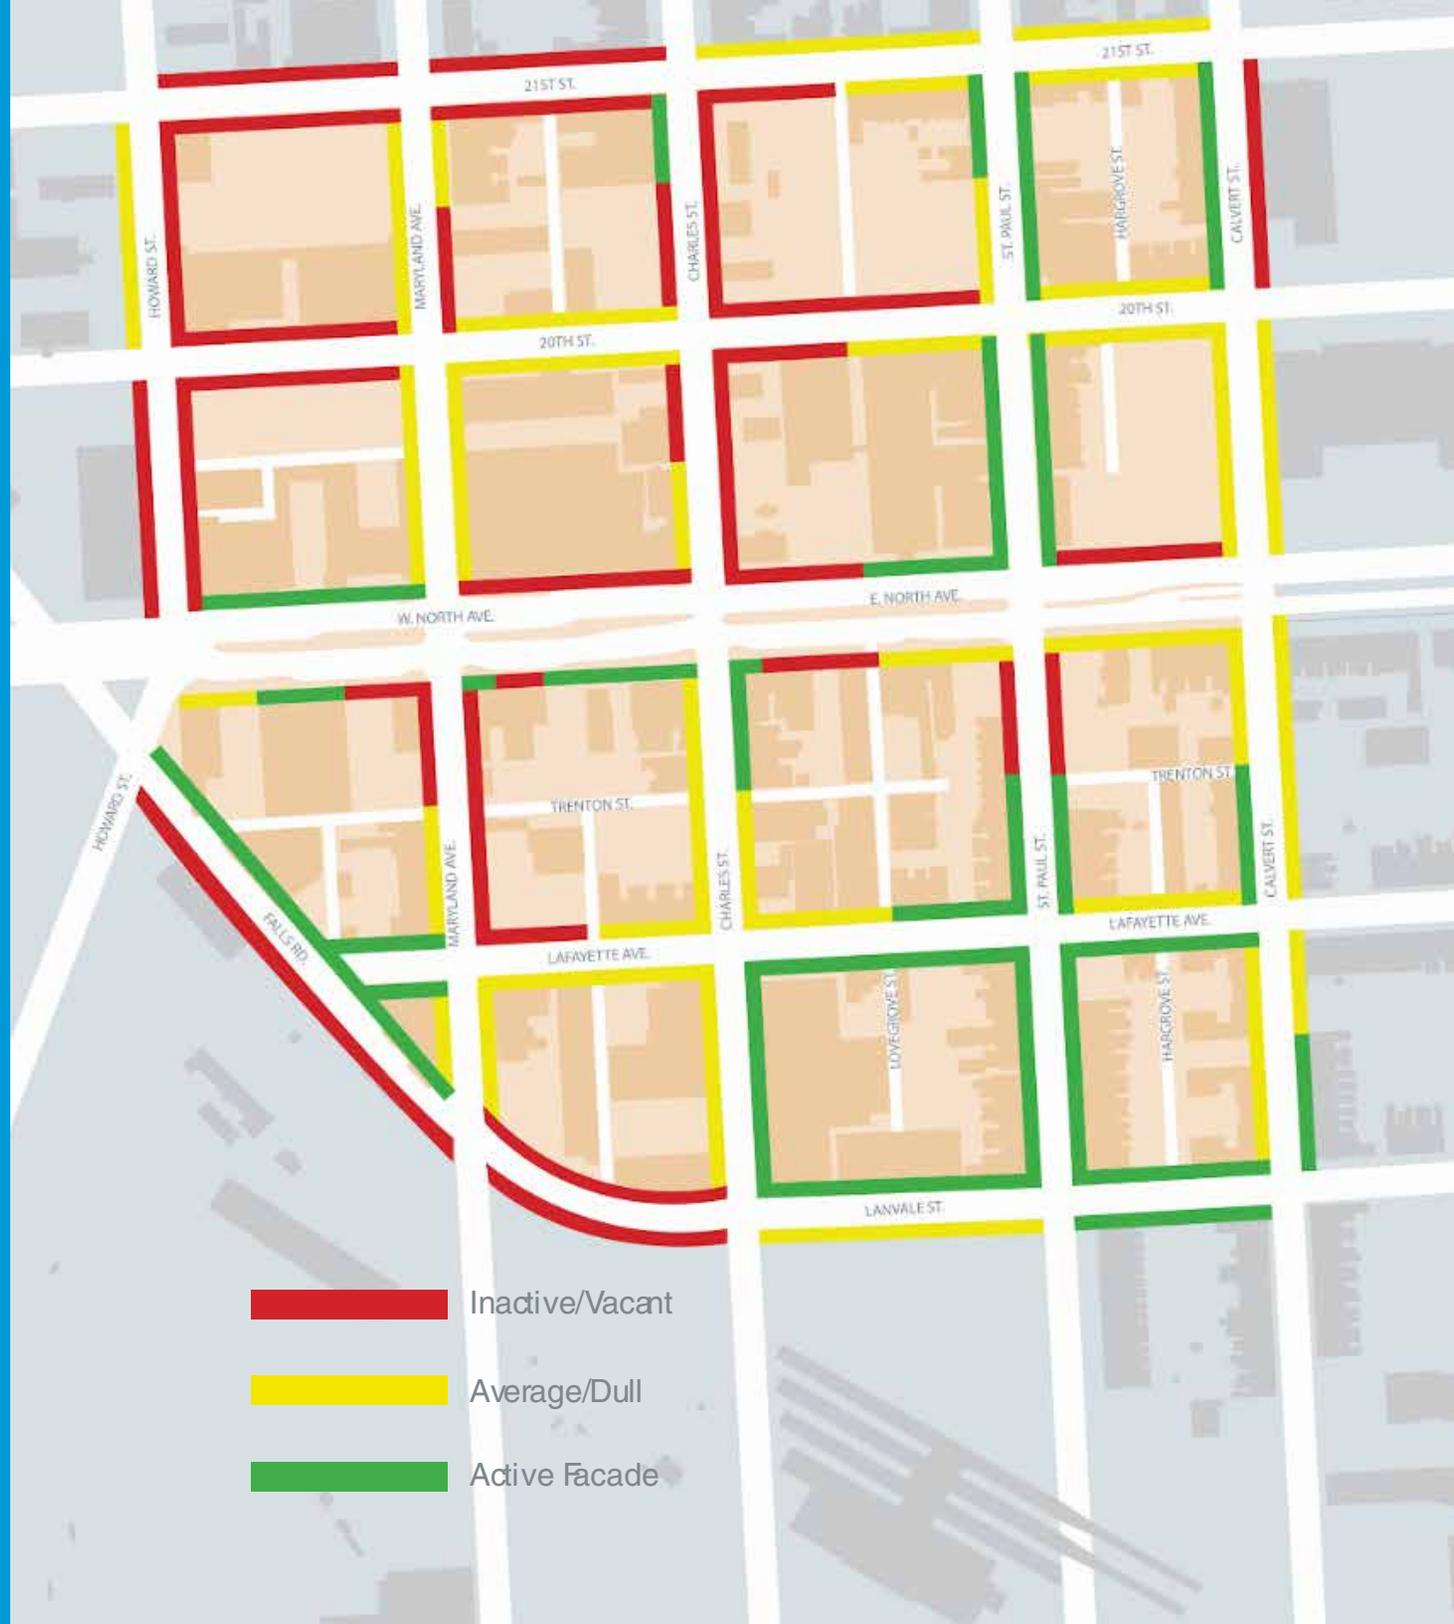 21ST ST.
21ST ST.
HOWARD ST.
MARYLAND AVE.
CHARLES ST.
ST. PAUL ST.
HARGROVE ST.
CALVERT ST.
20TH ST.
20TH ST.
W. NORTH AVE.
E. NORTH AVE.
HOWARD ST.
TRENTON ST.
TRENTON ST.
FALLS RD.
MARYLAND AVE.
CHARLES ST.
ST. PAUL ST.
CALVERT ST.
LAFAYETTE AVE.
LAFAYETTE AVE.
LOVEGROVE ST.
HARGROVE ST.
LANVALE ST.
Inactive/Vacant
Average/Dull
Active Facade